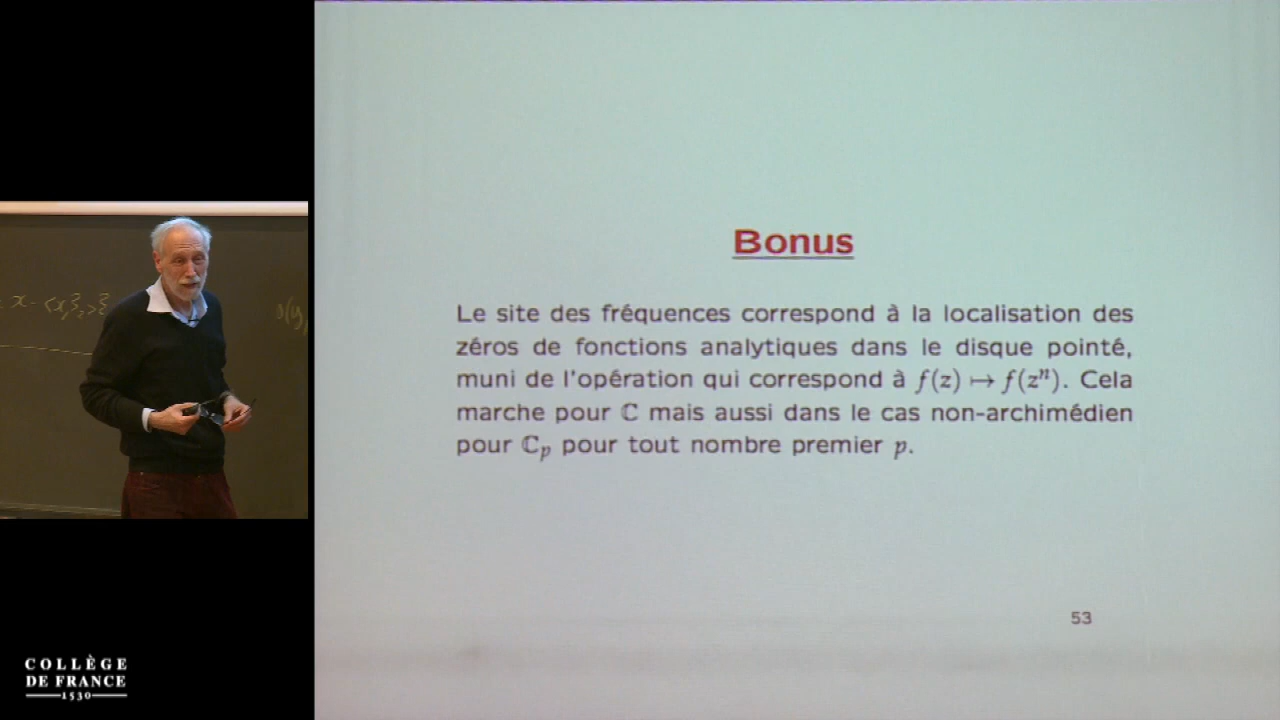 Bonus
Le site des fréquences correspond à la localisation des
zéros de fonctions analytiques dans le disque pointé,
muni de l'opération qui correspond à f(z) ↦ f(zⁿ). Cela
marche pour ℂ mais aussi dans le cas non-archimédien
pour ℂₚ pour tout nombre premier p.
53
COLLÈGE
DE FRANCE
1530